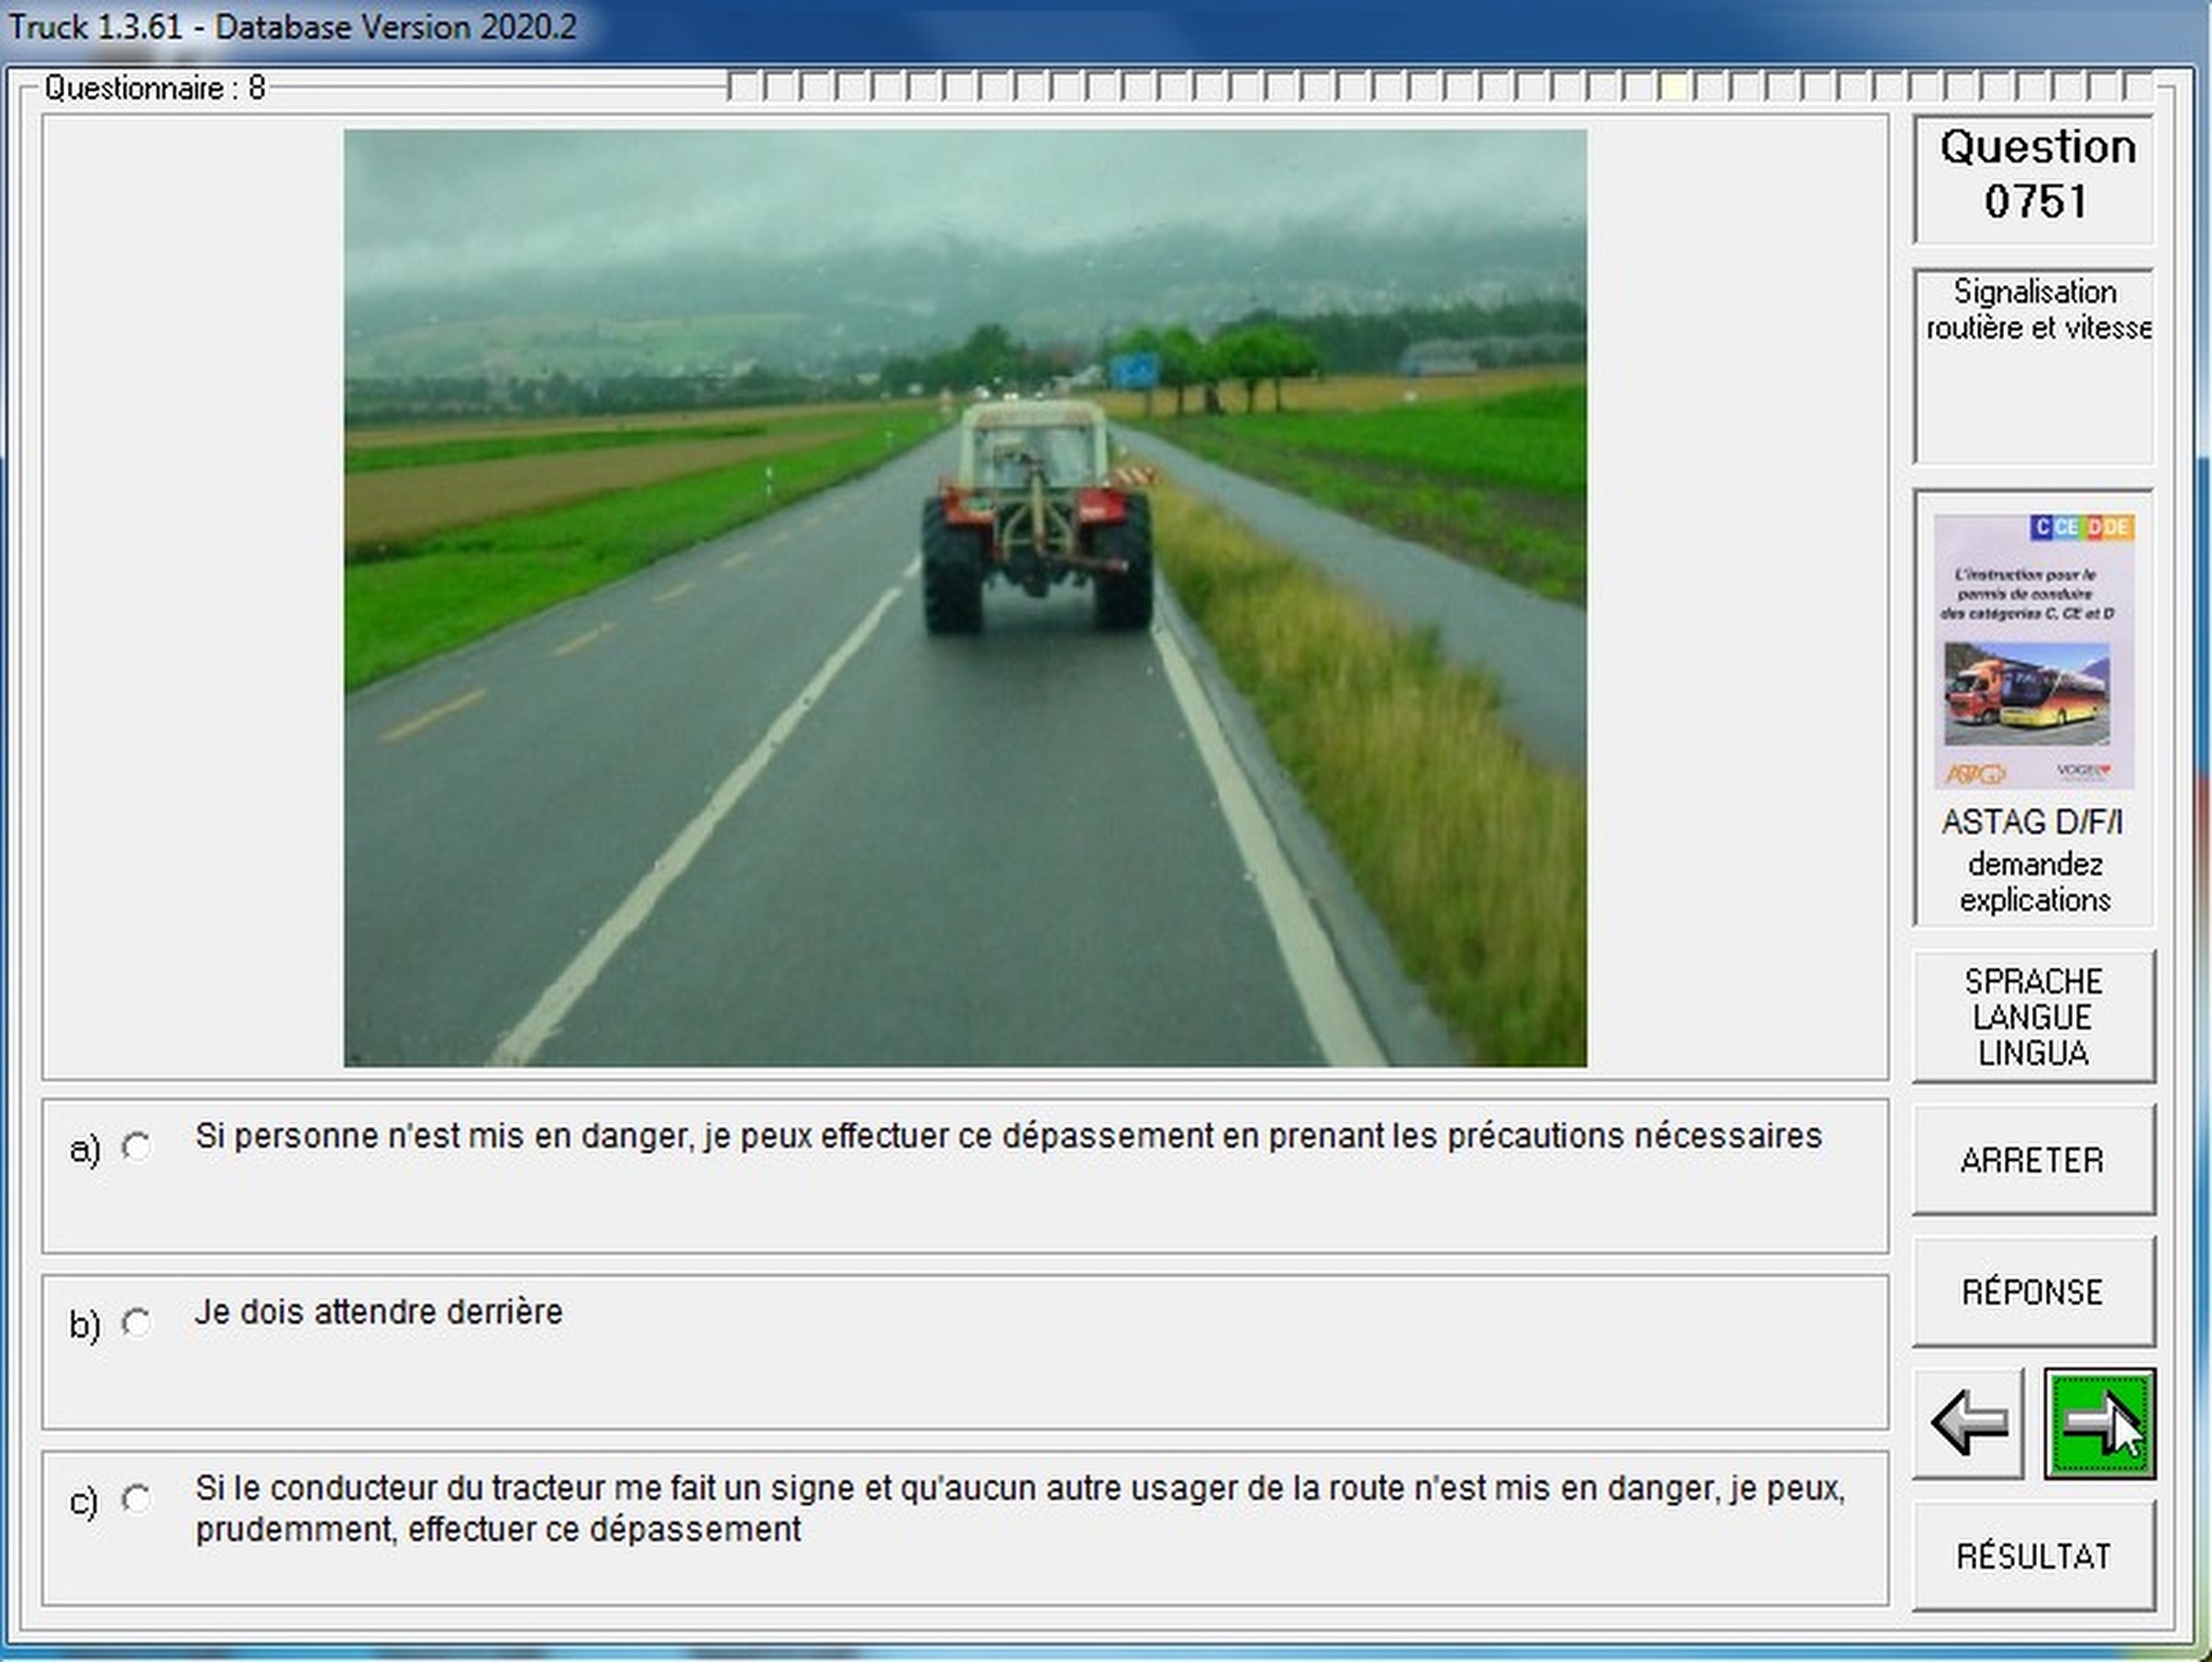 Truck 1.3.61 - Database Version 2020.2
Questionnaire : 8
Question
0751
Signalisation
routière et vitesse
C CE D DE
L'instruction pour le
permis de conduire
des catégories C, CE et D
ASTAG
VOGEL
ASTAG D/F/I
demandez
explications
SPRACHE
LANGUE
LINGUA
ARRETER
RÉPONSE
RÉSULTAT
a) Si personne n'est mis en danger, je peux effectuer ce dépassement en prenant les précautions nécessaires
b) Je dois attendre derrière
c) Si le conducteur du tracteur me fait un signe et qu'aucun autre usager de la route n'est mis en danger, je peux,
prudemment, effectuer ce dépassement